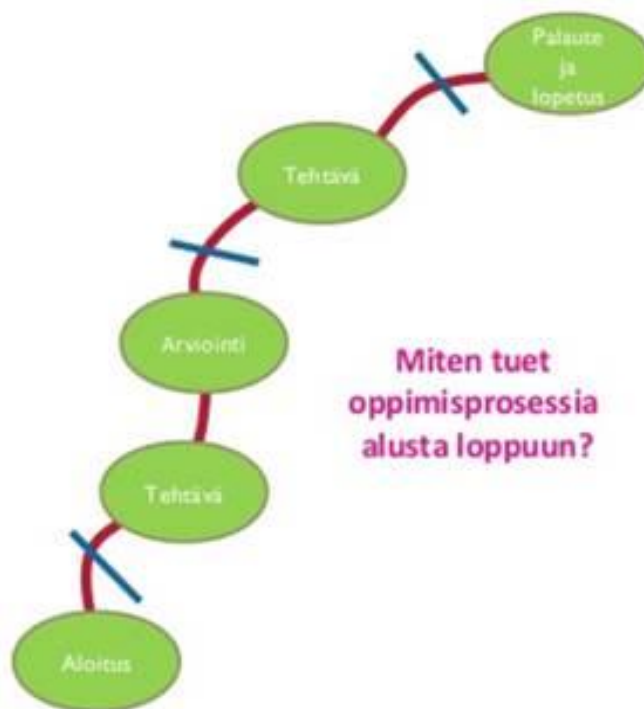 Palaute
ja
lopetus
Tehtävä
Arviointi
Miten tuet
oppimisprosessia
alusta loppuun?
Tehtävä
Aloitus